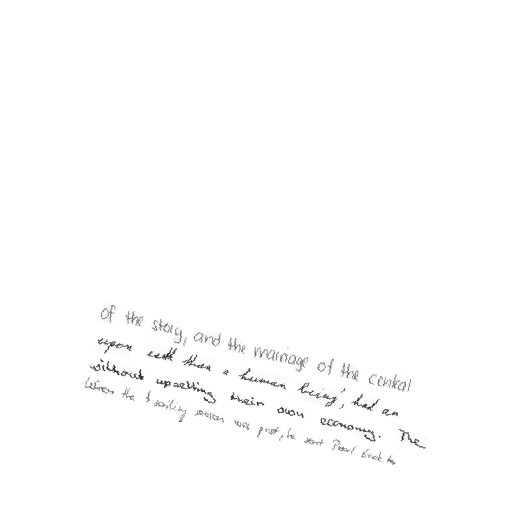 of the story, and the marriage of the central
upon earth than a human being', had an
without upsetting their own economy. The
the sealing season was past, he sent Pearl back to